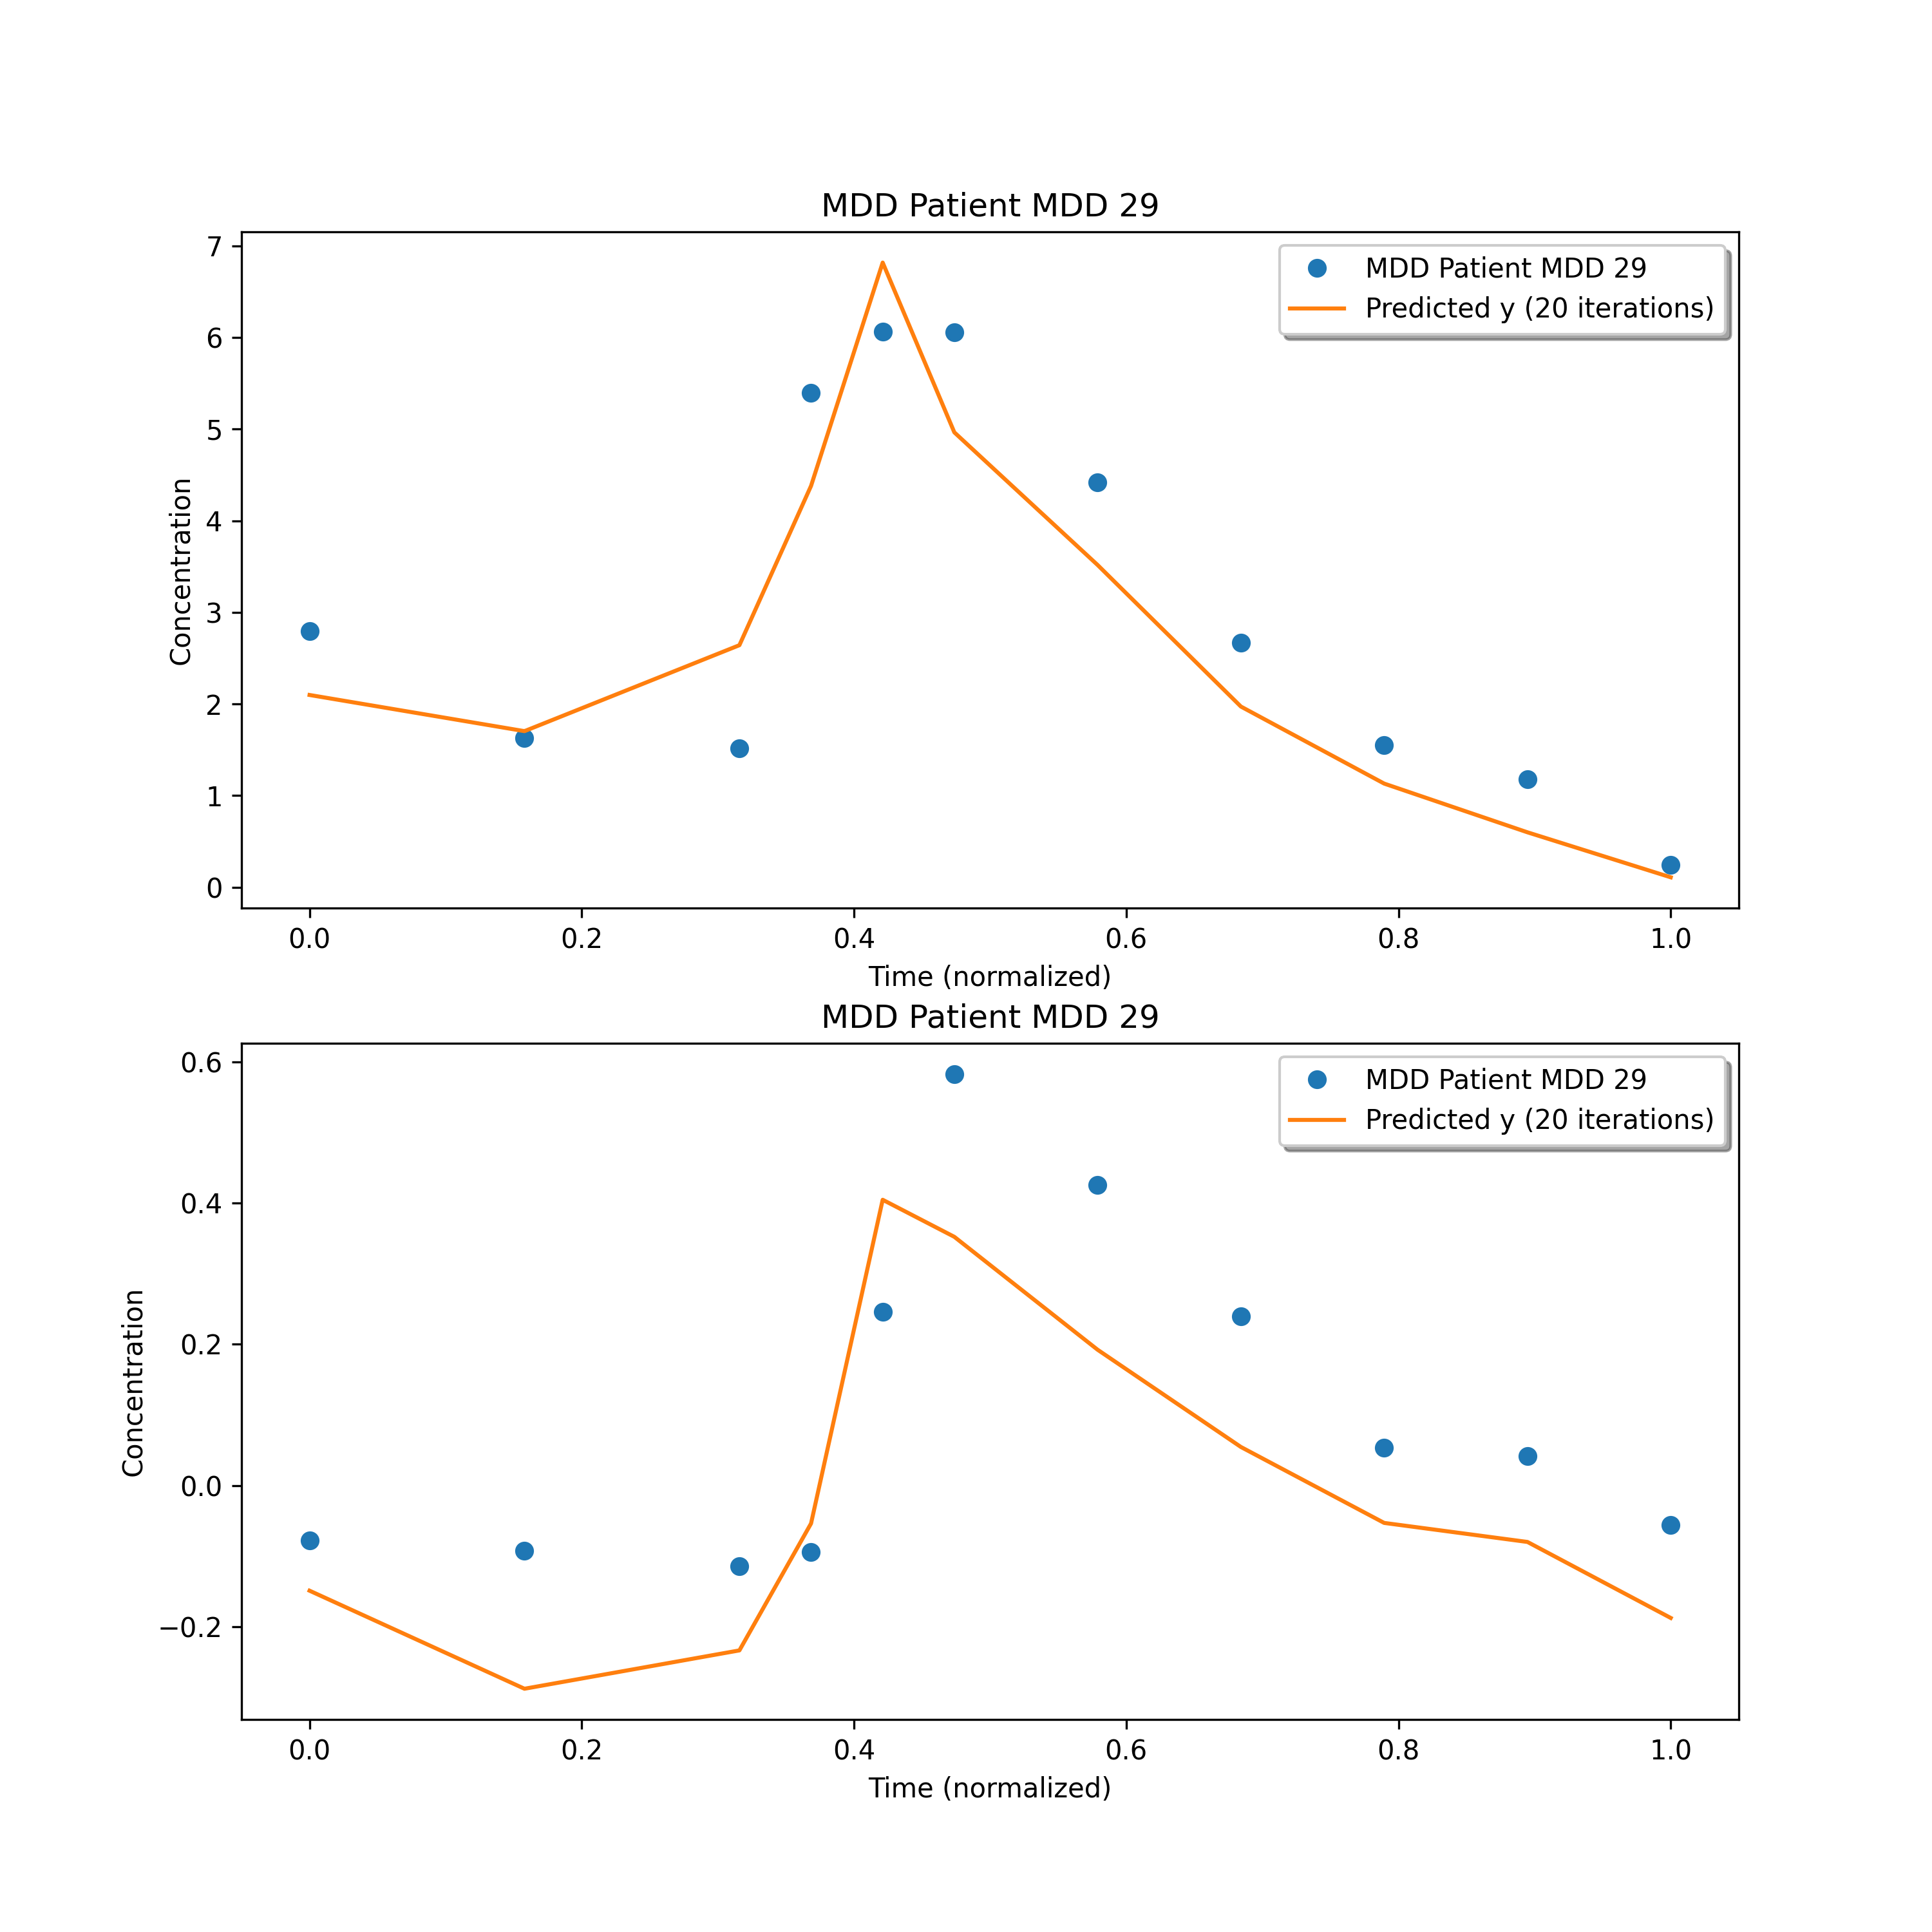 MDD Patient MDD 29
7
6
5
4
3
2
1
0
Concentration
MDD Patient MDD 29
Predicted y (20 iterations)
0.0 0.2 0.4 0.6 0.8 1.0
Time (normalized)
MDD Patient MDD 29
0.6
0.4
0.2
0.0
−0.2
Concentration
MDD Patient MDD 29
Predicted y (20 iterations)
0.0 0.2 0.4 0.6 0.8 1.0
Time (normalized)